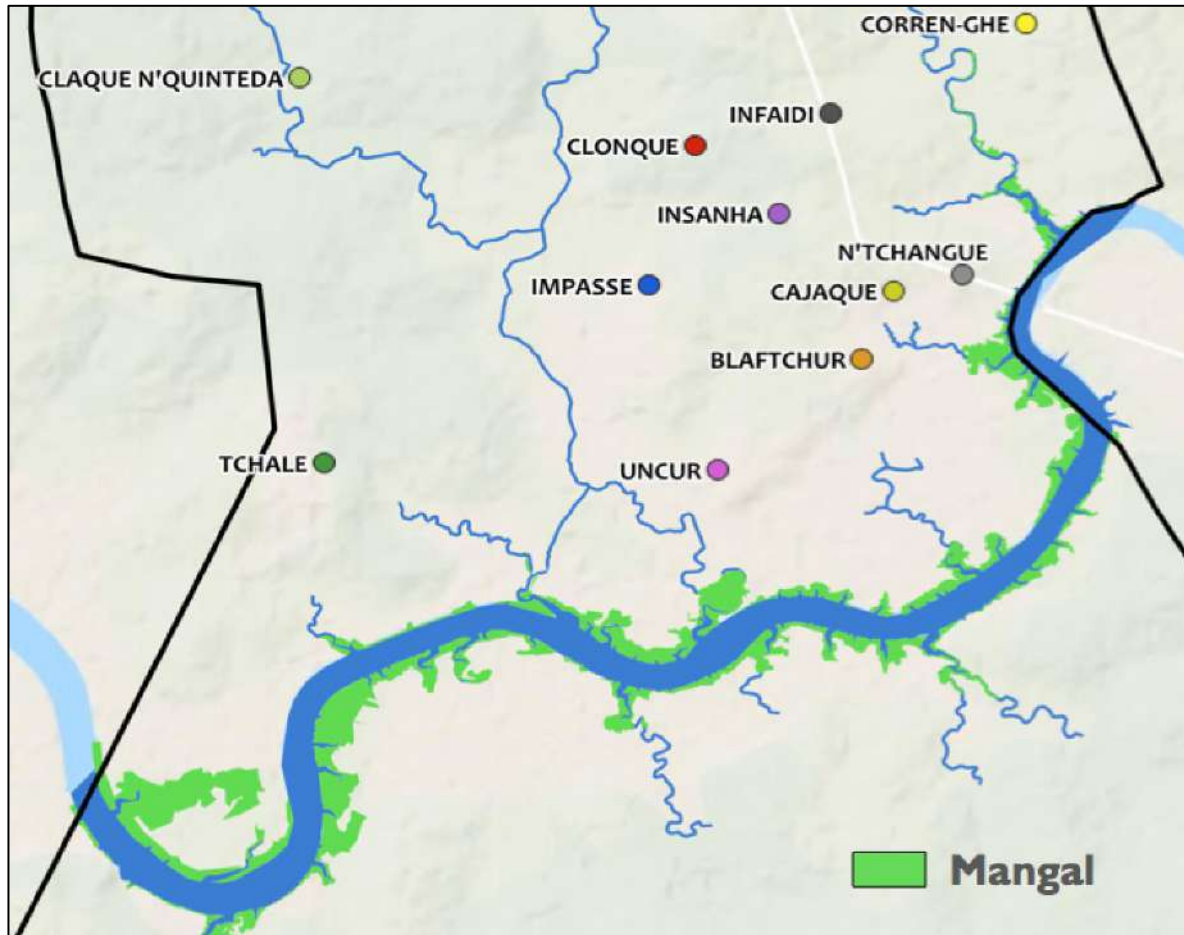 CORREN-GHE
CLAQUE N'QUINTEDA
INFAIDI
CLONQUE
INSANHA
N'TCHANGUE
IMPASSE
CAJAQUE
BLAFTCHUR
TCHALE
UNCUR
Mangal